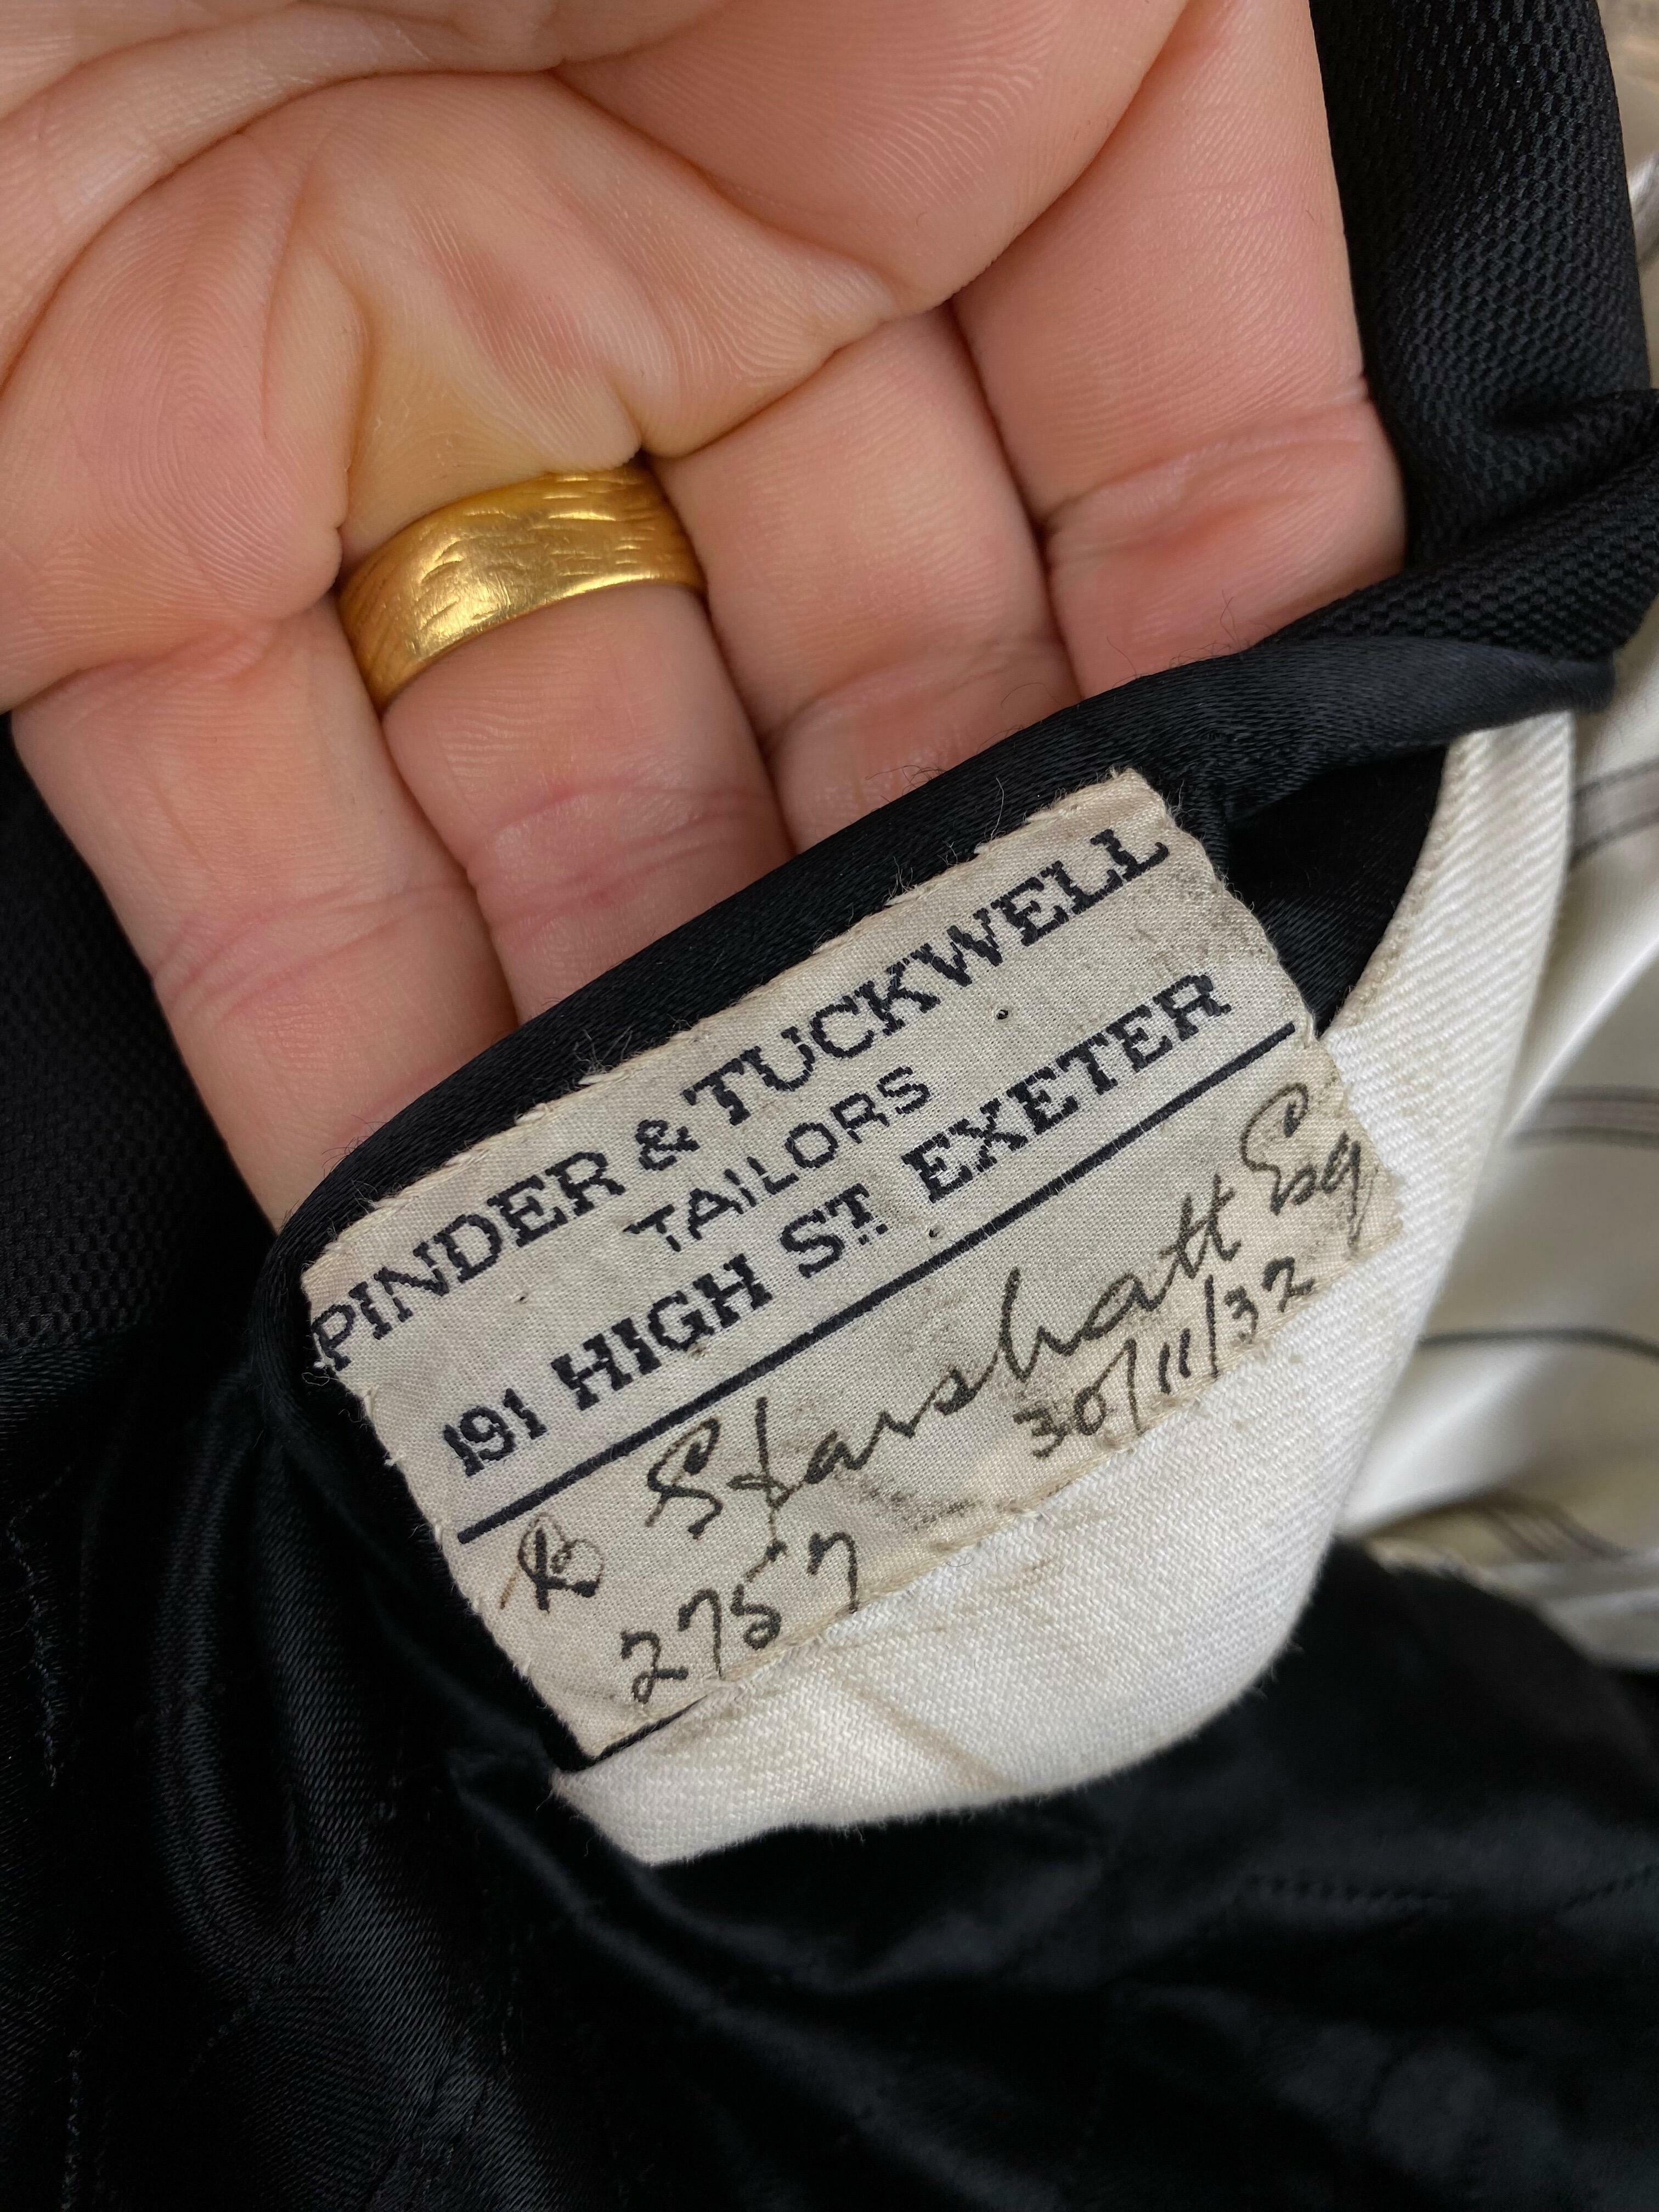 PINDER & TUCKWELL
TAILORS
191 HIGH ST. EXETER
Starshatt Esq
30/11/32
2757